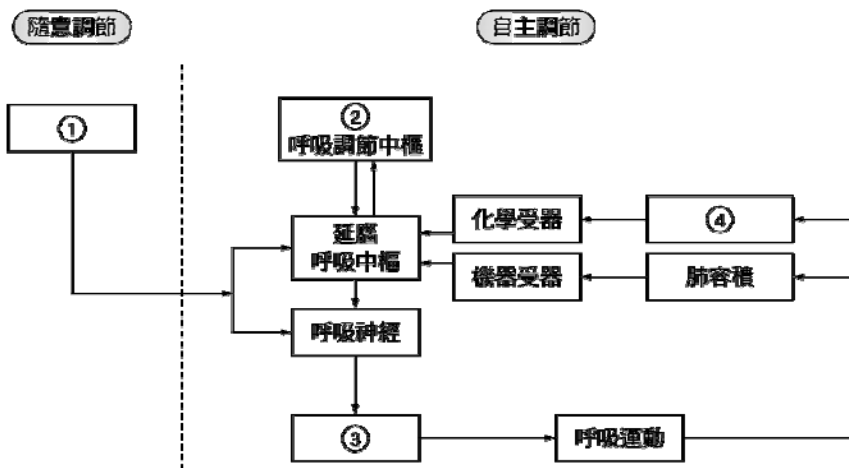 隨意調節
自主調節
①
②
呼吸調節中樞
延腦
呼吸中樞
化學受器
④
機器受器
肺容積
呼吸神經
③
呼吸運動